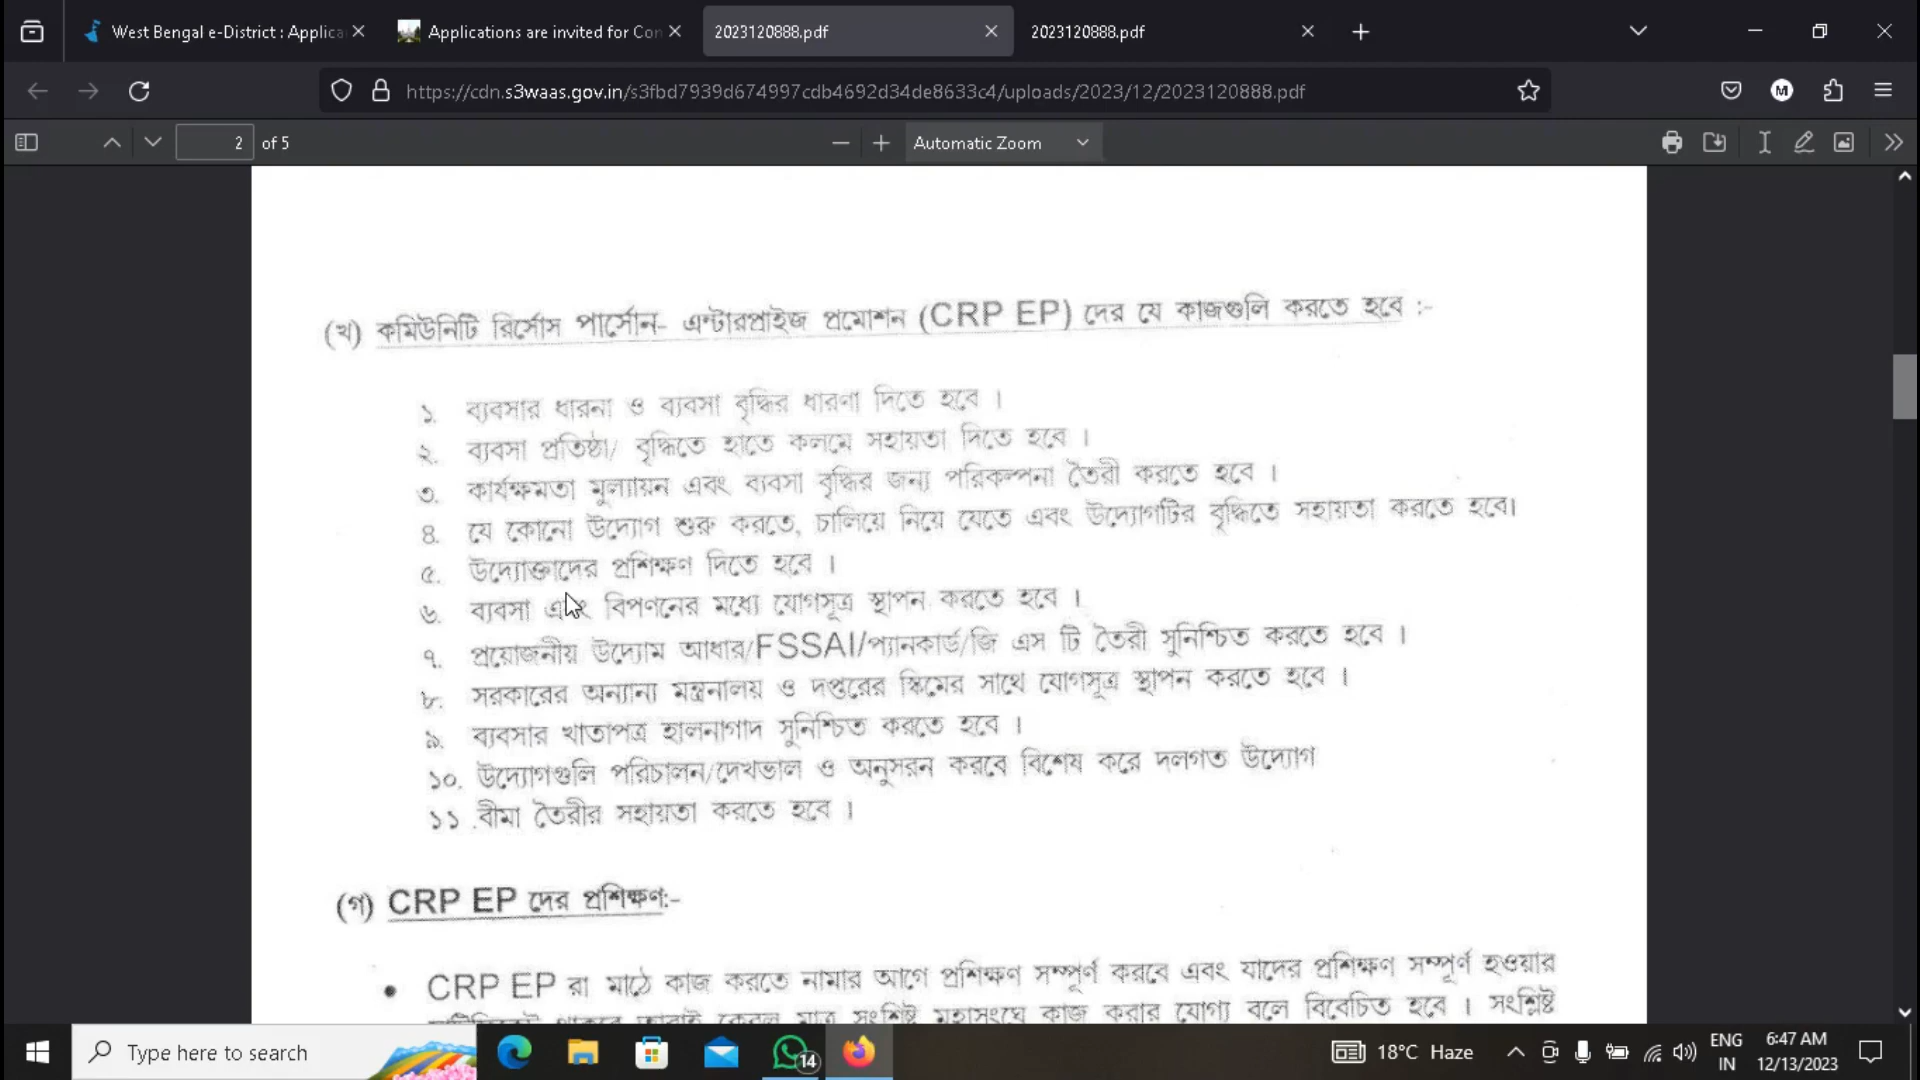 West Bengal e-District : Applica
Applications are invited for Con
2023120888.pdf
2023120888.pdf
https://cdn.s3waas.gov.in/s3fbd7939d674997cdb4692d34de8633c4/uploads/2023/12/2023120888.pdf
M
2 of 5
Automatic Zoom
(খ) কমিউনিটি রির্সোস পার্সোন- এন্টারপ্রাইজ প্রমোশন (CRP EP) দের যে কাজগুলি করতে হবে :-
১. ব্যবসার ধারনা ও ব্যবসা বৃদ্ধির ধারণা দিতে হবে ।
২. ব্যবসা প্রতিষ্ঠা/ বৃদ্ধিতে হাতে কলমে সহায়তা দিতে হবে ।
৩. কার্যক্ষমতা মুল্যায়ন এবং ব্যবসা বৃদ্ধির জন্য পরিকল্পনা তৈরী করতে হবে ।
৪. যে কোনো উদ্যোগ শুরু করতে, চালিয়ে নিয়ে যেতে এবং উদ্যোগটির বৃদ্ধিতে সহায়তা করতে হবে।
৫. উদ্যোক্তাদের প্রশিক্ষণ দিতে হবে ।
৬. ব্যবসা এবং বিপণনের মধ্যে যোগসূত্র স্থাপন করতে হবে ।
৭. প্রয়োজনীয় উদ্যোম আধার/FSSAI/প্যানকার্ড/জি এস টি তৈরী সুনিশ্চিত করতে হবে ।
৮. সরকারের অন্যান্য মন্ত্রনালয় ও দপ্তরের স্কিমের সাথে যোগসূত্র স্থাপন করতে হবে ।
৯. ব্যবসার খাতাপত্র হালনাগাদ সুনিশ্চিত করতে হবে ।
১০. উদ্যোগগুলি পরিচালন/দেখভাল ও অনুসরন করবে বিশেষ করে দলগত উদ্যোগ
১১ .বীমা তৈরীর সহায়তা করতে হবে ।
(গ) CRP EP দের প্রশিক্ষণ:-
• CRP EP রা মাঠে কাজ করতে নামার আগে প্রশিক্ষণ সম্পূর্ণ করবে এবং যাদের প্রশিক্ষণ সম্পূর্ণ হওয়ার
মাত্র সংশ্লিষ্ট মহাসংঘে কাজ করার যোগ্য বলে বিবেচিত হবে । সংশ্লিষ্ট
Type here to search
14
18°C Haze
ENG
IN
6:47 AM
12/13/2023